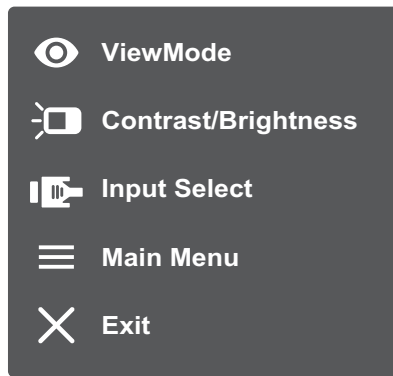 ViewMode
Contrast/Brightness
Input Select
Main Menu
Exit